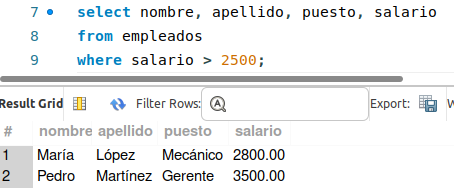 7 select nombre, apellido, puesto, salario
8 from empleados
9 where salario > 2500;
Result Grid Filter Rows: Export:
# nombre apellido puesto salario
1 María López Mecánico 2800.00
2 Pedro Martínez Gerente 3500.00